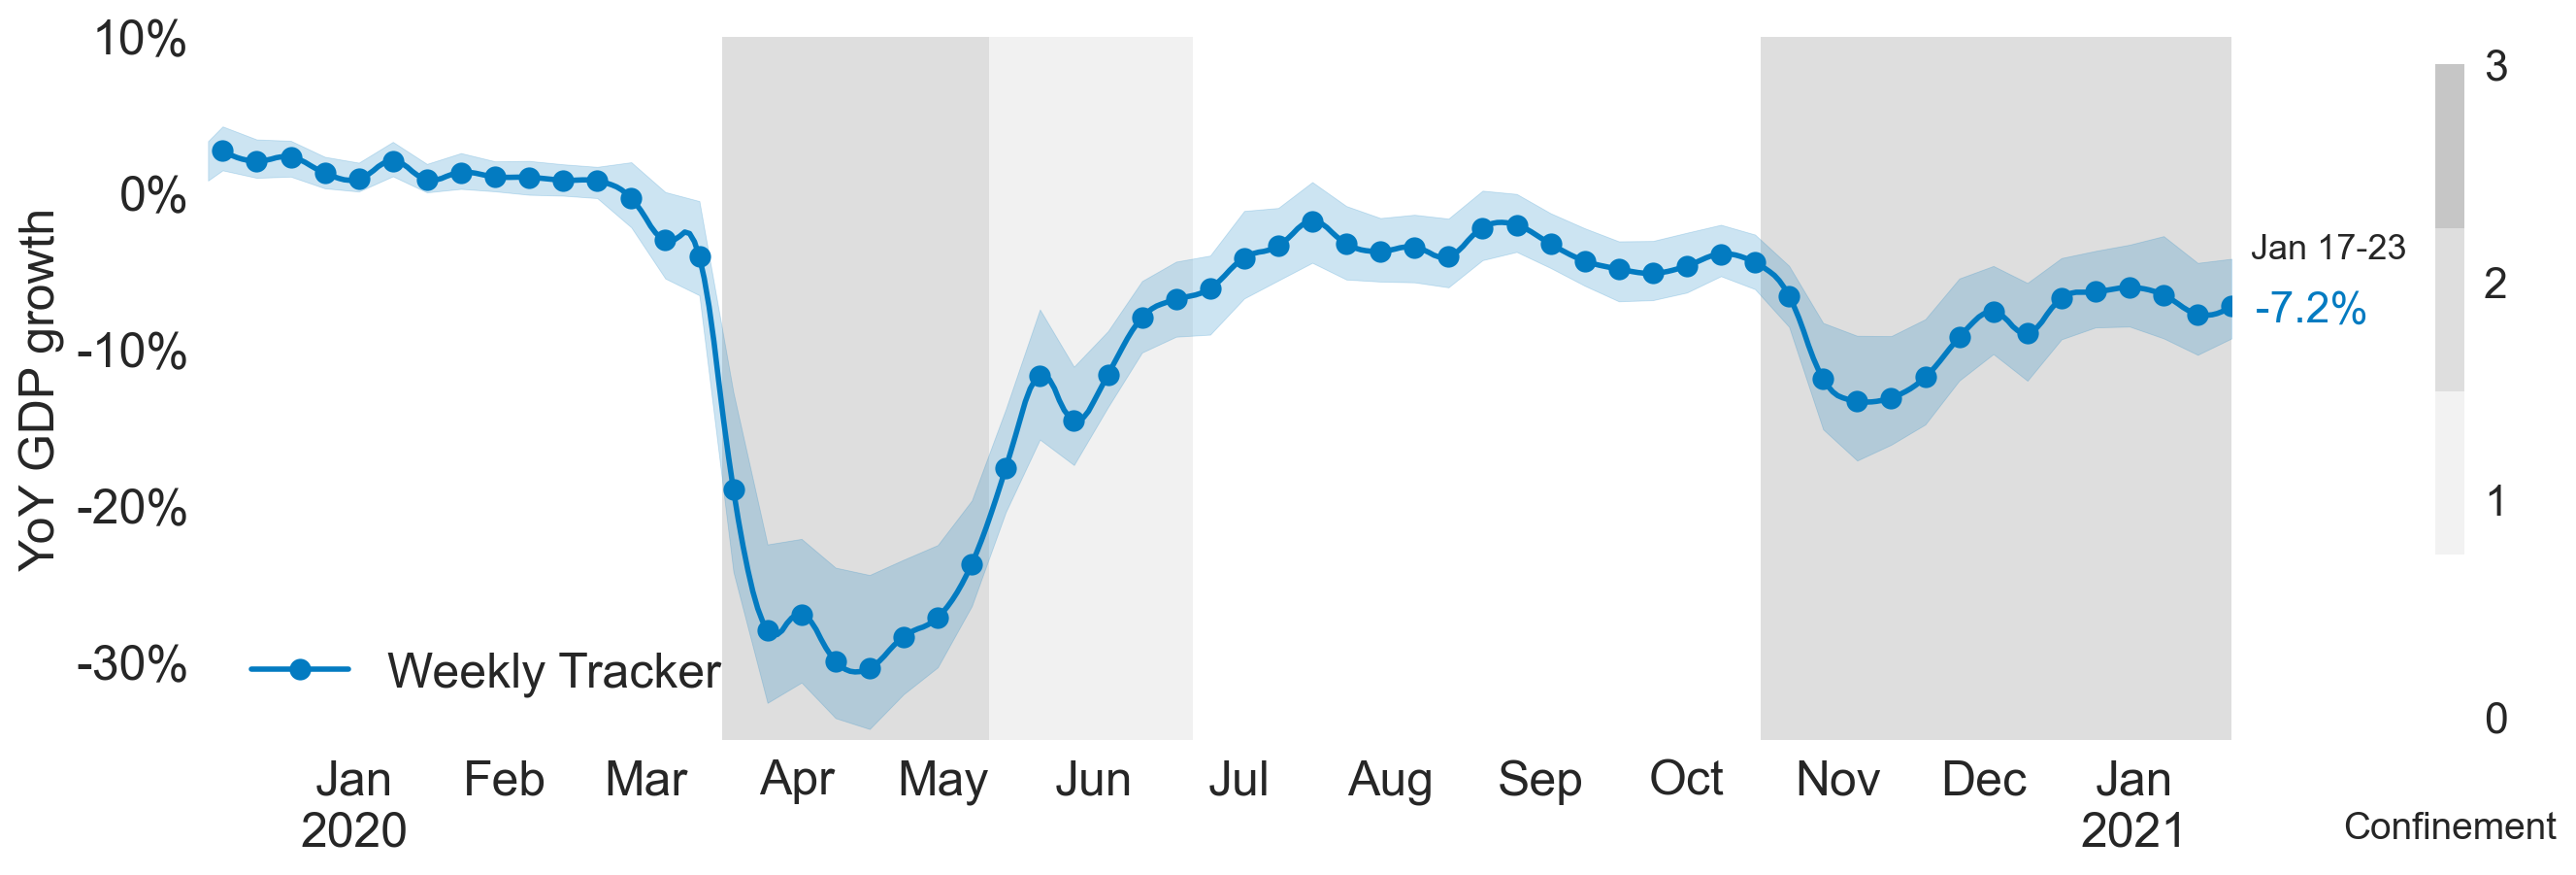 10%
0%
-10%
-20%
-30%
YoY GDP growth
Weekly Tracker
Jan Feb Mar Apr May Jun Jul Aug Sep Oct Nov Dec Jan
2020 2021
Jan 17-23
-7.2%
3
2
1
0
Confinement